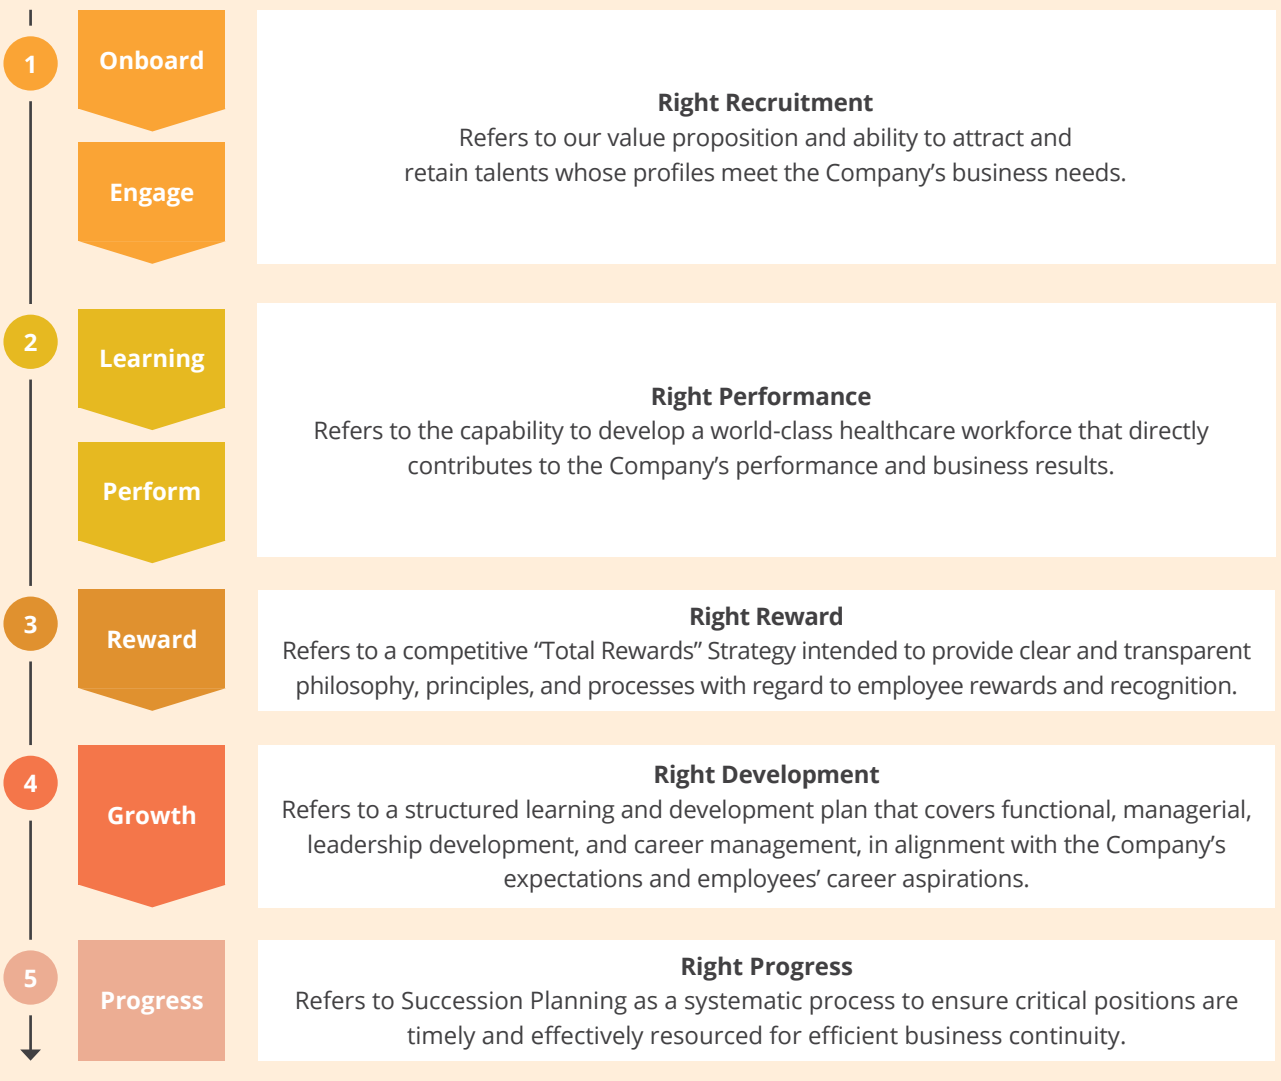 1
Onboard
Engage
Right Recruitment
Refers to our value proposition and ability to attract and
retain talents whose profiles meet the Company’s business needs.
2
Learning
Perform
Right Performance
Refers to the capability to develop a world-class healthcare workforce that directly
contributes to the Company’s performance and business results.
3
Reward
Right Reward
Refers to a competitive “Total Rewards” Strategy intended to provide clear and transparent
philosophy, principles, and processes with regard to employee rewards and recognition.
4
Growth
Right Development
Refers to a structured learning and development plan that covers functional, managerial,
leadership development, and career management, in alignment with the Company’s
expectations and employees’ career aspirations.
5
Progress
Right Progress
Refers to Succession Planning as a systematic process to ensure critical positions are
timely and effectively resourced for efficient business continuity.